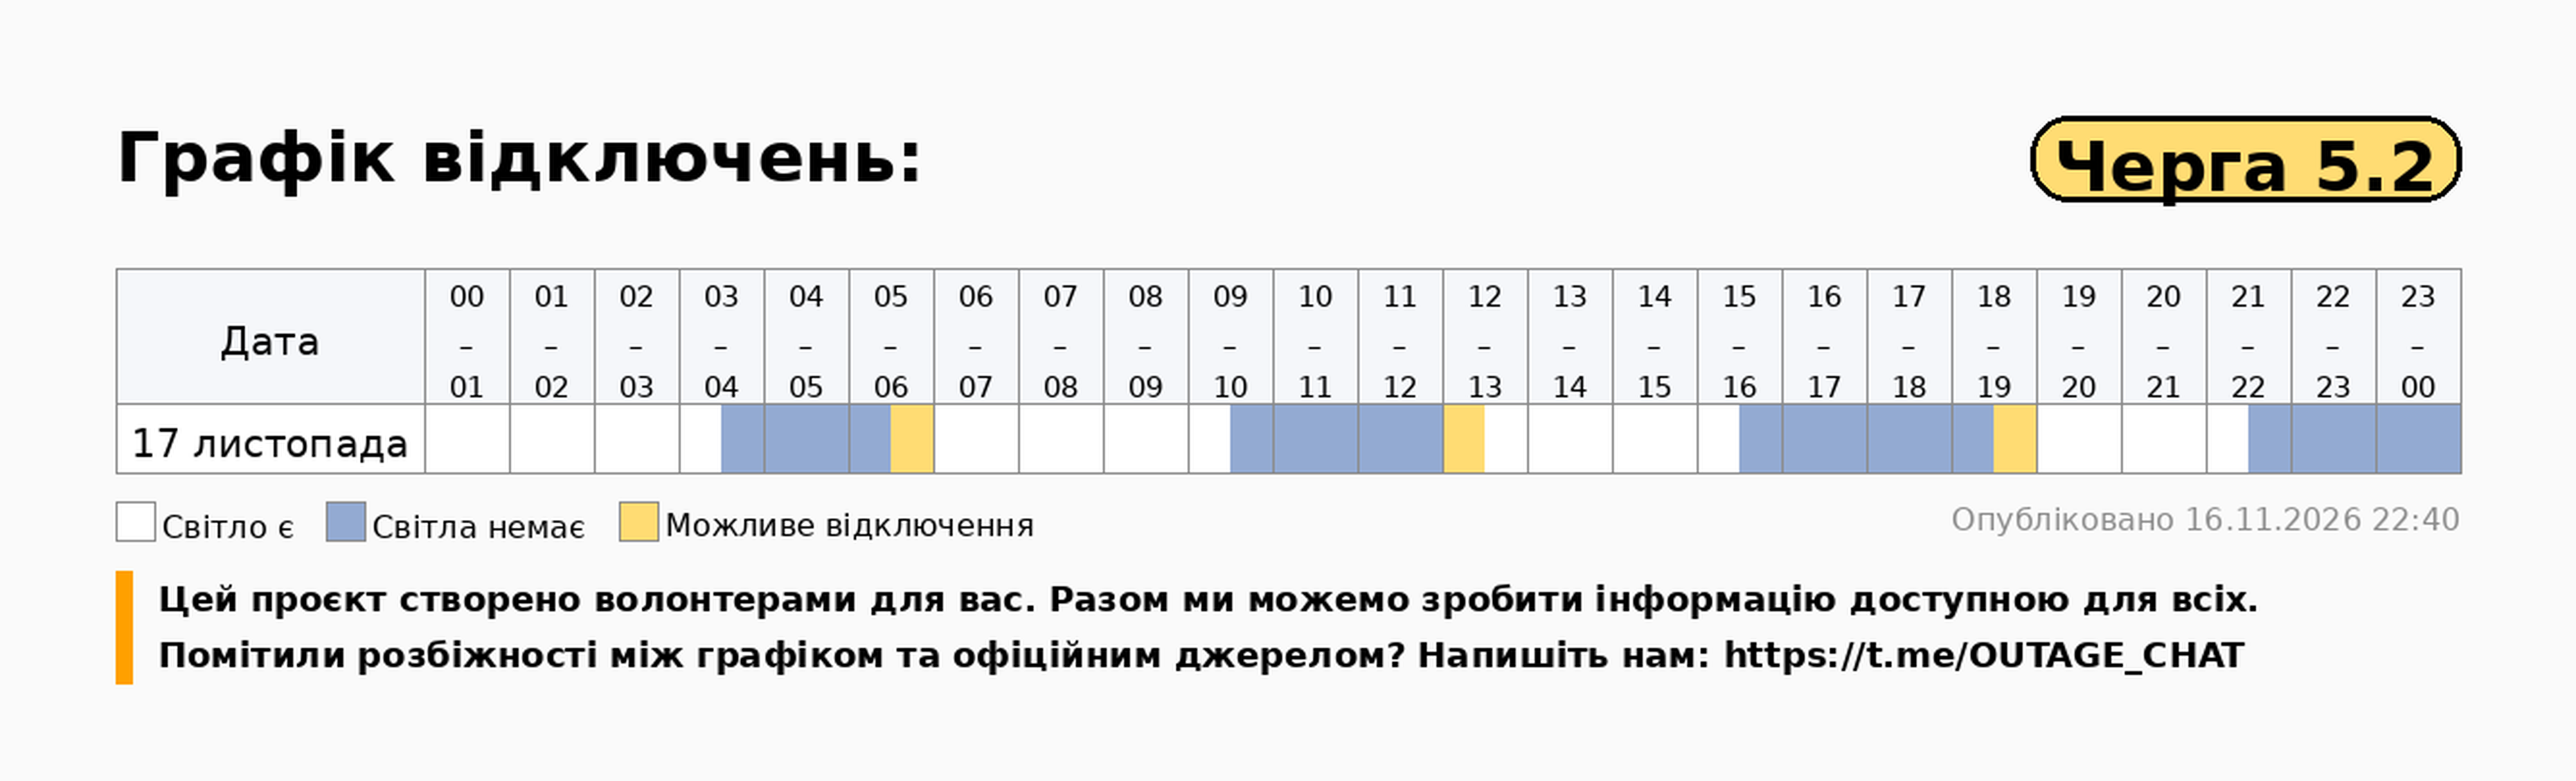 Графік відключень:
Черга 5.2
Дата
00 – 01
01 – 02
02 – 03
03 – 04
04 – 05
05 – 06
06 – 07
07 – 08
08 – 09
09 – 10
10 – 11
11 – 12
12 – 13
13 – 14
14 – 15
15 – 16
16 – 17
17 – 18
18 – 19
19 – 20
20 – 21
21 – 22
22 – 23
23 – 00
17 листопада
Світло є
Світла немає
Можливе відключення
Опубліковано 16.11.2026 22:40
Цей проєкт створено волонтерами для вас. Разом ми можемо зробити інформацію доступною для всіх.
Помітили розбіжності між графіком та офіційним джерелом? Напишіть нам: https://t.me/OUTAGE_CHAT